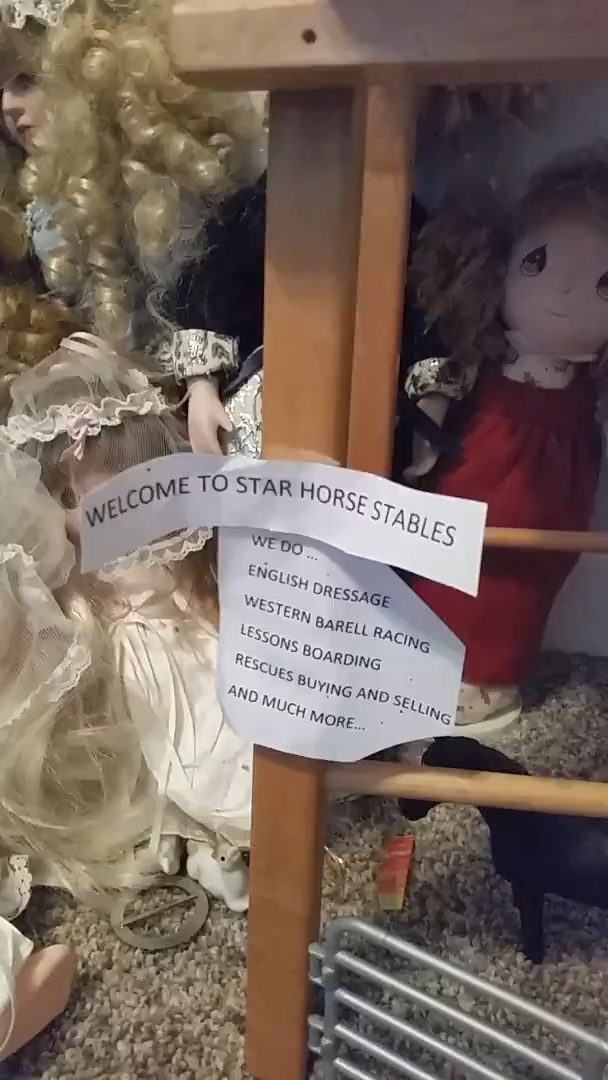 WELCOME TO STAR HORSE STABLES
WE DO ...
ENGLISH DRESSAGE
WESTERN BARELL RACING
LESSONS BOARDING
RESCUES BUYING AND SELLING
AND MUCH MORE...